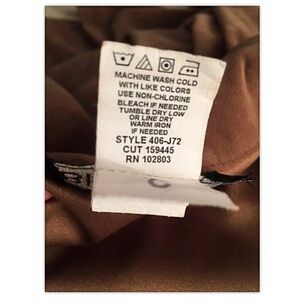 MACHINE WASH COLD
WITH LIKE COLORS
USE NON-CHLORINE
BLEACH IF NEEDED
TUMBLE DRY LOW
OR LINE DRY
WARM IRON
IF NEEDED
STYLE 406-J72
CUT 159445
RN 102803